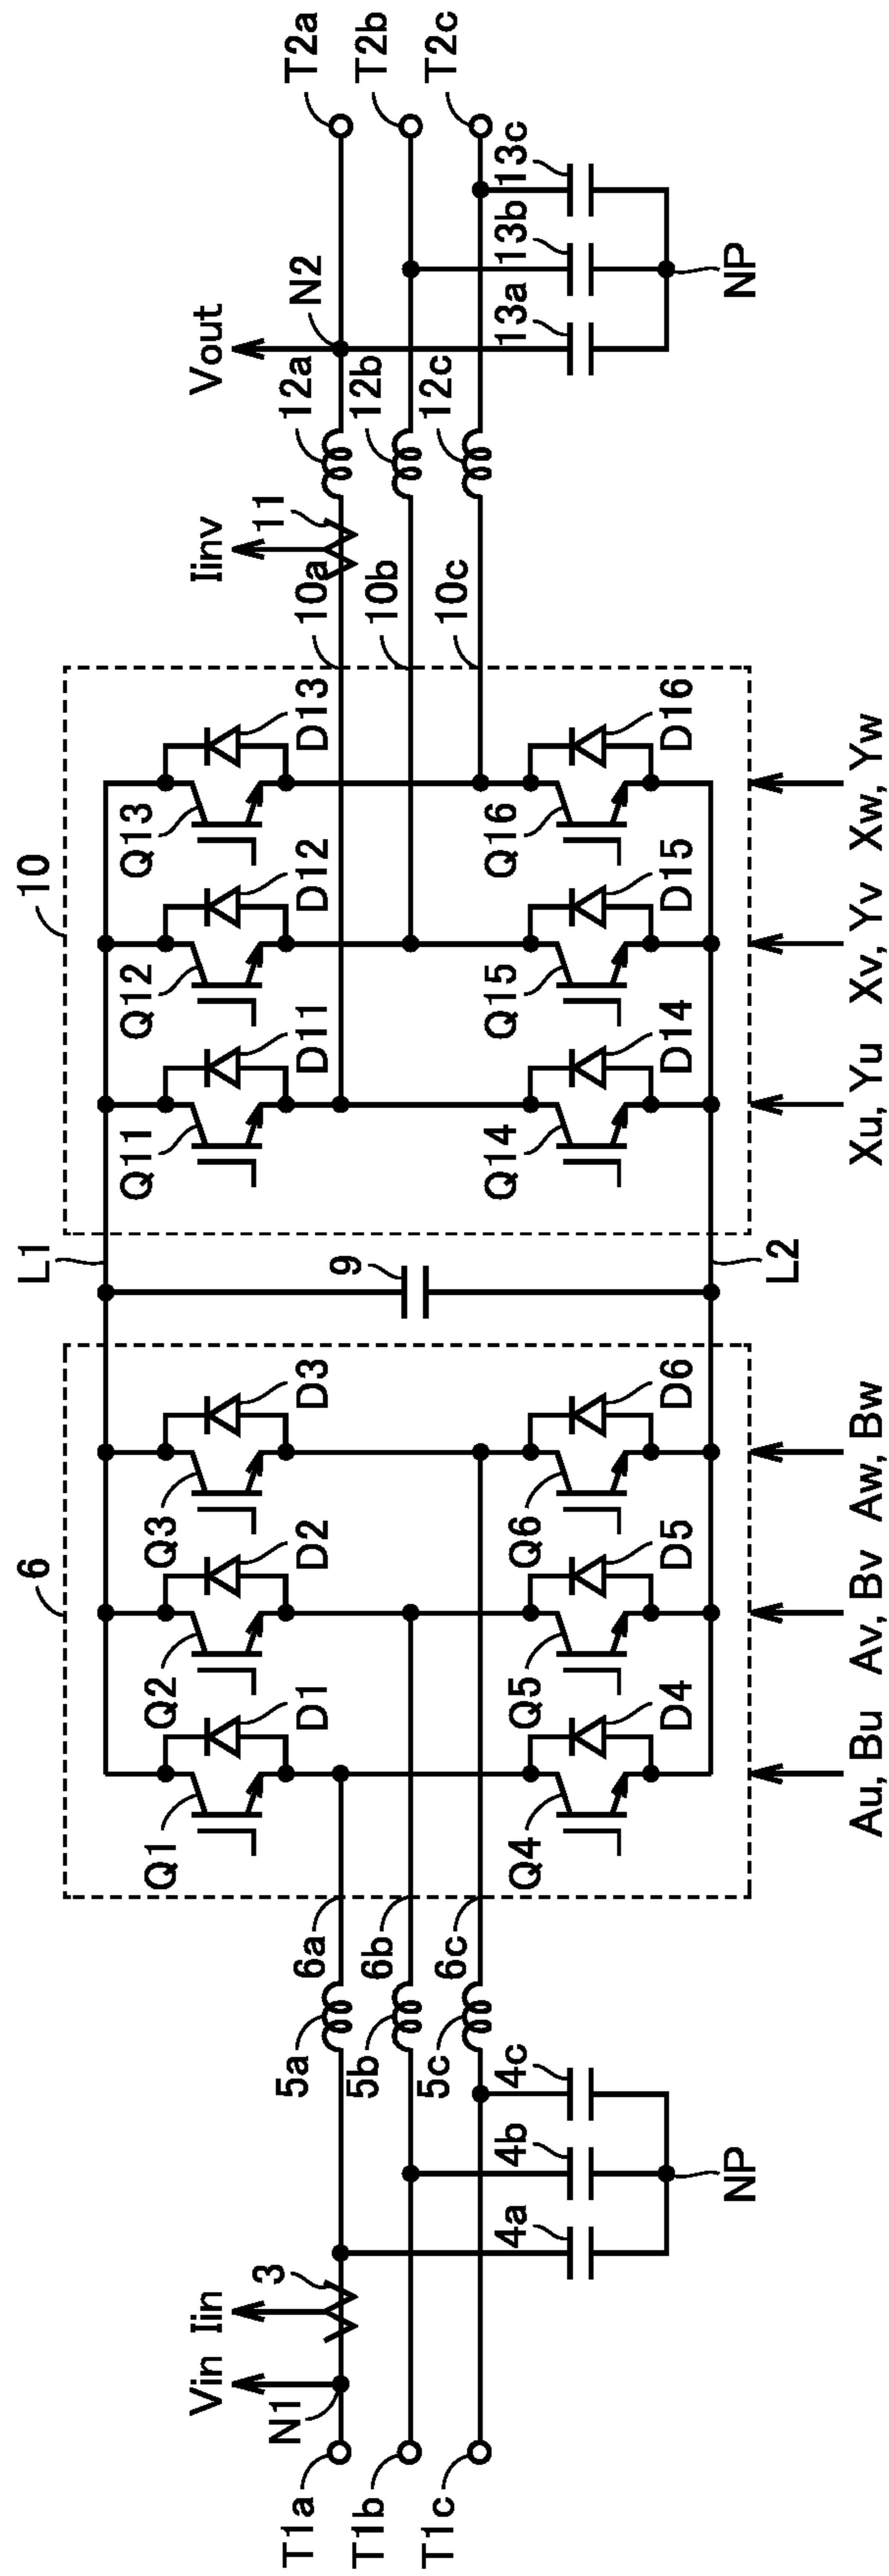 6
10
L1
Q1
D1
Q2
D2
Q3
D3
9
Q11
D11
Q12
D12
Q13
D13
Vin
Iin
N1
3
T1a
T1b
T1c
5a
5b
5c
6a
6b
6c
4a
4b
4c
NP
Q4
D4
Q5
D5
Q6
D6
L2
Q14
D14
Q15
D15
Q16
D16
10a
10b
10c
Iinv
11
12a
12b
12c
Vout
N2
T2a
T2b
T2c
13a
13b
13c
NP
Au, Bu
Av, Bv
Aw, Bw
Xu, Yu
Xv, Yv
Xw, Yw